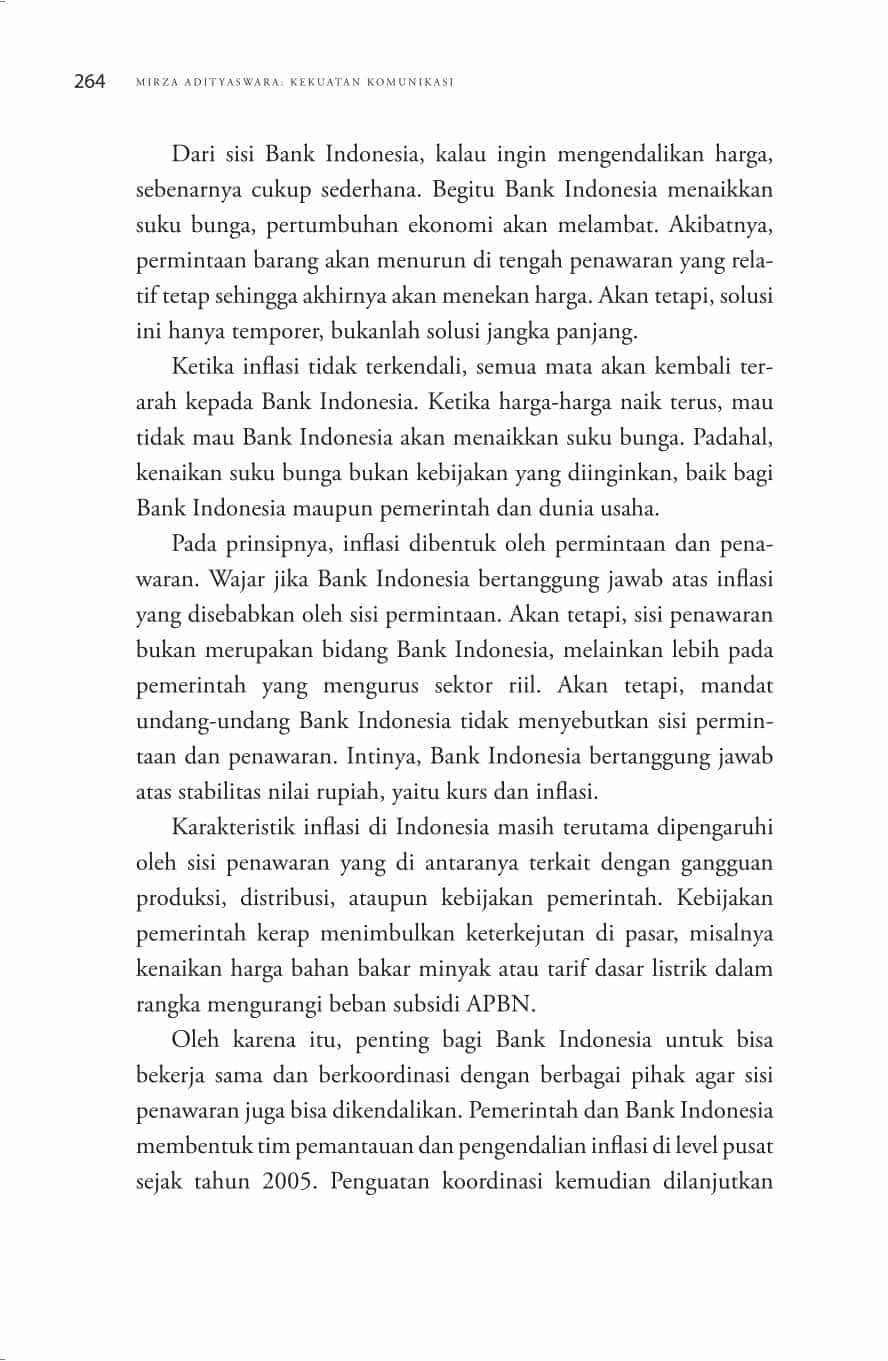 264 MIRZA ADITYASWARA: KEKUATAN KOMUNIKASI
Dari sisi Bank Indonesia, kalau ingin mengendalikan harga,
sebenarnya cukup sederhana. Begitu Bank Indonesia menaikkan
suku bunga, pertumbuhan ekonomi akan melambat. Akibatnya,
permintaan barang akan menurun di tengah penawaran yang rela-
tif tetap sehingga akhirnya akan menekan harga. Akan tetapi, solusi
ini hanya temporer, bukanlah solusi jangka panjang.
Ketika inflasi tidak terkendali, semua mata akan kembali ter-
arah kepada Bank Indonesia. Ketika harga-harga naik terus, mau
tidak mau Bank Indonesia akan menaikkan suku bunga. Padahal,
kenaikan suku bunga bukan kebijakan yang diinginkan, baik bagi
Bank Indonesia maupun pemerintah dan dunia usaha.
Pada prinsipnya, inflasi dibentuk oleh permintaan dan pena-
waran. Wajar jika Bank Indonesia bertanggung jawab atas inflasi
yang disebabkan oleh sisi permintaan. Akan tetapi, sisi penawaran
bukan merupakan bidang Bank Indonesia, melainkan lebih pada
pemerintah yang mengurus sektor riil. Akan tetapi, mandat
undang-undang Bank Indonesia tidak menyebutkan sisi permin-
taan dan penawaran. Intinya, Bank Indonesia bertanggung jawab
atas stabilitas nilai rupiah, yaitu kurs dan inflasi.
Karakteristik inflasi di Indonesia masih terutama dipengaruhi
oleh sisi penawaran yang di antaranya terkait dengan gangguan
produksi, distribusi, ataupun kebijakan pemerintah. Kebijakan
pemerintah kerap menimbulkan keterkejutan di pasar, misalnya
kenaikan harga bahan bakar minyak atau tarif dasar listrik dalam
rangka mengurangi beban subsidi APBN.
Oleh karena itu, penting bagi Bank Indonesia untuk bisa
bekerja sama dan berkoordinasi dengan berbagai pihak agar sisi
penawaran juga bisa dikendalikan. Pemerintah dan Bank Indonesia
membentuk tim pemantauan dan pengendalian inflasi di level pusat
sejak tahun 2005. Penguatan koordinasi kemudian dilanjutkan